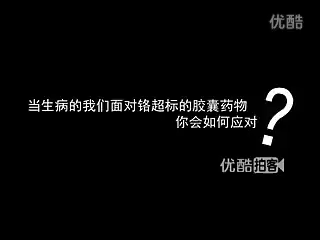 优酷
当生病的我们面对铬超标的胶囊药物
你会如何应对
?
优酷拍客